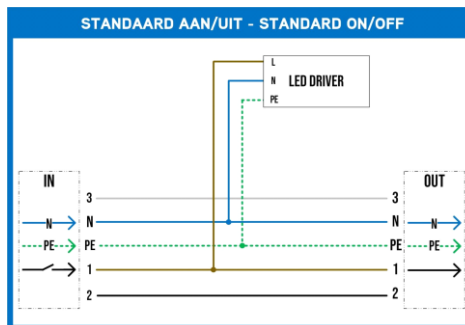 STANDAARD AAN/UIT - STANDARD ON/OFF
L
N LED DRIVER
PE
IN OUT
3 3
N N N N
PE PE PE PE
1 1
2 2